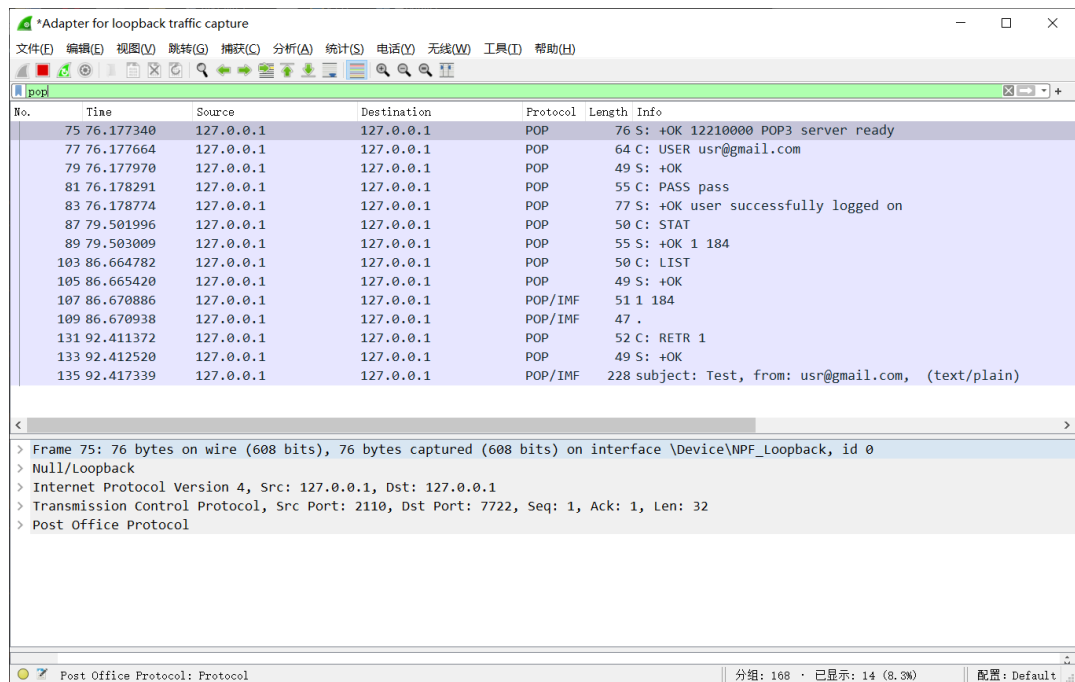 *Adapter for loopback traffic capture
文件(F) 编辑(E) 视图(V) 跳转(G) 捕获(C) 分析(A) 统计(S) 电话(Y) 无线(W) 工具(T) 帮助(H)
pop
No. Time Source Destination Protocol Length Info
75 76.177340 127.0.0.1 127.0.0.1 POP 76 S: +OK 12210000 POP3 server ready
77 76.177664 127.0.0.1 127.0.0.1 POP 64 C: USER usr@gmail.com
79 76.177970 127.0.0.1 127.0.0.1 POP 49 S: +OK
81 76.178291 127.0.0.1 127.0.0.1 POP 55 C: PASS pass
83 76.178774 127.0.0.1 127.0.0.1 POP 77 S: +OK user successfully logged on
87 79.501996 127.0.0.1 127.0.0.1 POP 50 C: STAT
89 79.503009 127.0.0.1 127.0.0.1 POP 55 S: +OK 1 184
103 86.664782 127.0.0.1 127.0.0.1 POP 50 C: LIST
105 86.665420 127.0.0.1 127.0.0.1 POP 49 S: +OK
107 86.670886 127.0.0.1 127.0.0.1 POP/IMF 51 1 184
109 86.670938 127.0.0.1 127.0.0.1 POP/IMF 47 .
131 92.411372 127.0.0.1 127.0.0.1 POP 52 C: RETR 1
133 92.412520 127.0.0.1 127.0.0.1 POP 49 S: +OK
135 92.417339 127.0.0.1 127.0.0.1 POP/IMF 228 subject: Test, from: usr@gmail.com, (text/plain)
Frame 75: 76 bytes on wire (608 bits), 76 bytes captured (608 bits) on interface \Device\NPF_Loopback, id 0
Null/Loopback
Internet Protocol Version 4, Src: 127.0.0.1, Dst: 127.0.0.1
Transmission Control Protocol, Src Port: 2110, Dst Port: 7722, Seq: 1, Ack: 1, Len: 32
Post Office Protocol
Post Office Protocol: Protocol 分组: 168 · 已显示: 14 (8.3%) 配置: Default